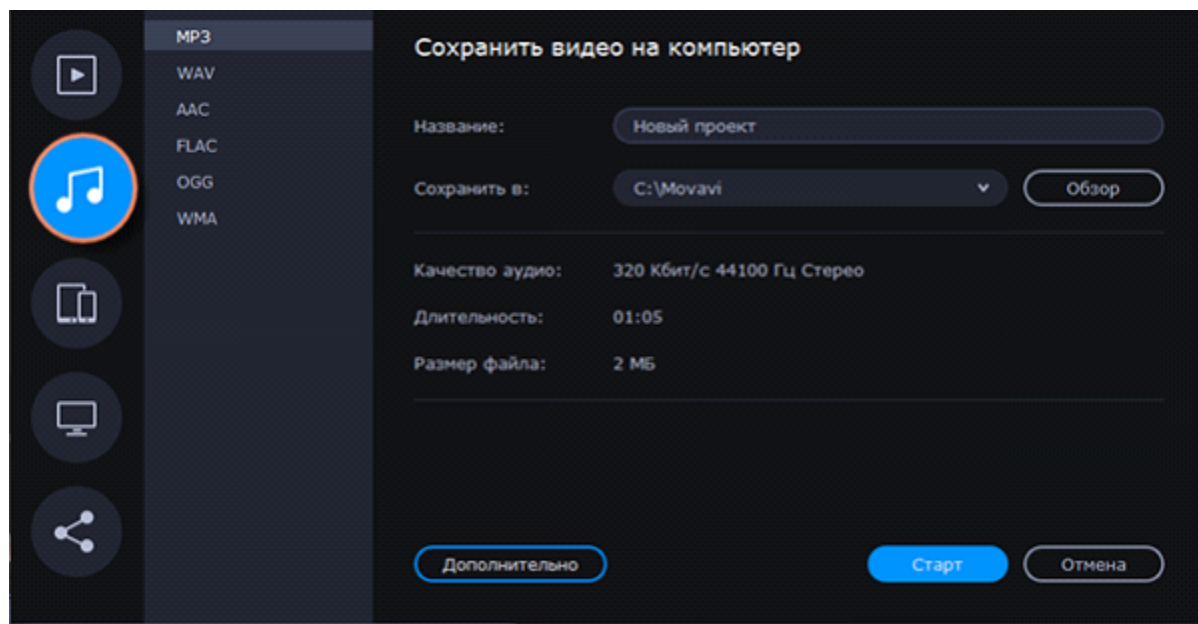 MP3
WAV
AAC
FLAC
OGG
WMA
Сохранить видео на компьютер
Название: Новый проект
Сохранить в: C:\Movavi Обзор
Качество аудио: 320 Кбит/с 44100 Гц Стерео
Длительность: 01:05
Размер файла: 2 МБ
Дополнительно Старт Отмена